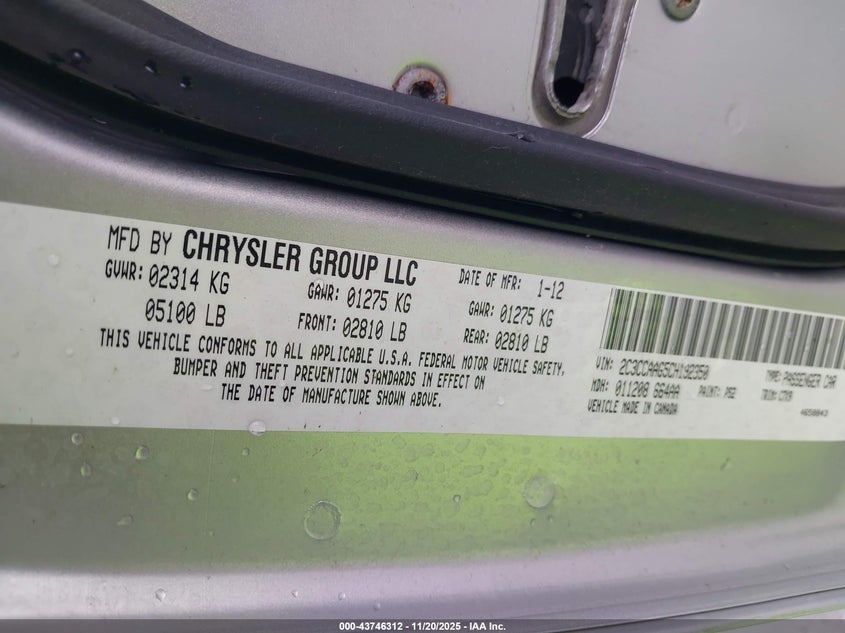 MFD BY CHRYSLER GROUP LLC
DATE OF MFR: 1-12
GVWR: 02314 KG
GAWR: 01275 KG
GAWR: 01275 KG
05100 LB
FRONT: 02810 LB
REAR: 02810 LB
THIS VEHICLE CONFORMS TO ALL APPLICABLE U.S.A. FEDERAL MOTOR VEHICLE SAFETY,
BUMPER AND THEFT PREVENTION STANDARDS IN EFFECT ON
THE DATE OF MANUFACTURE SHOWN ABOVE.
VIN: 2C3CCAAG5CH192350
TYPE: PASSENGER CAR
MDH: 011208 664AA
PAINT: PS2
TRIM:
VEHICLE MADE IN CANADA
000-43746312 - 11/20/2025 - IAA Inc.